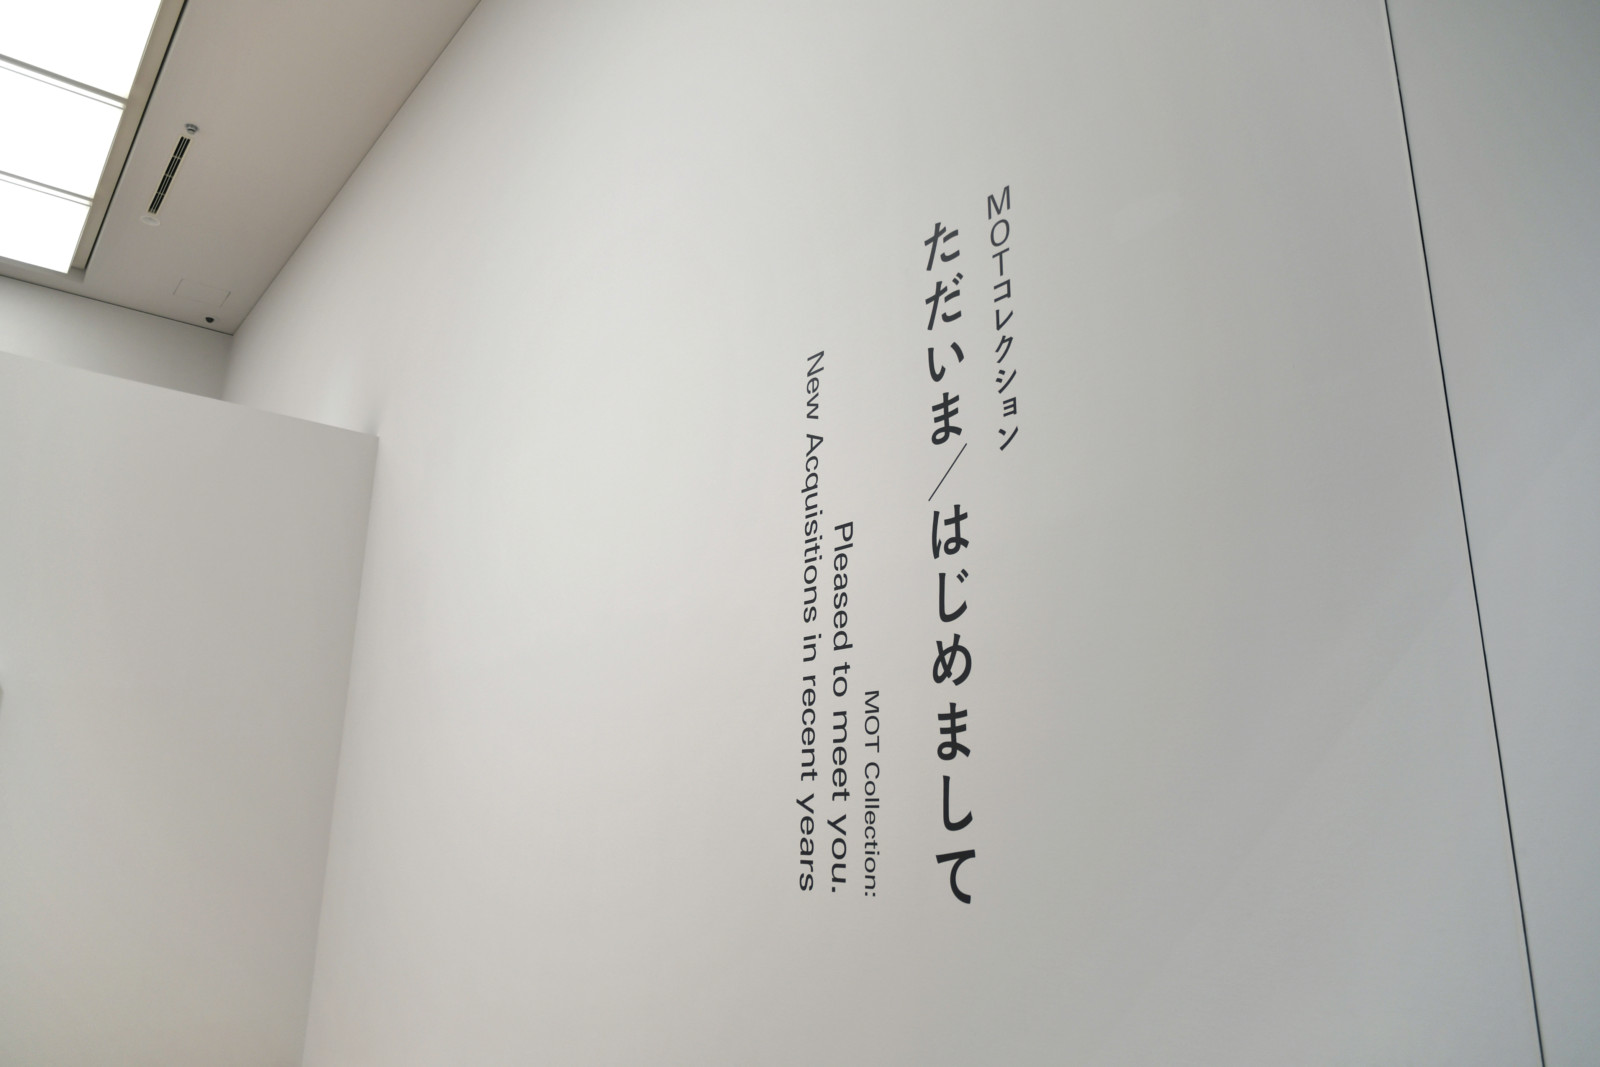 MOTコレクション
ただいま／はじめまして
MOT Collection:
Pleased to meet you.
New Acquisitions in recent years